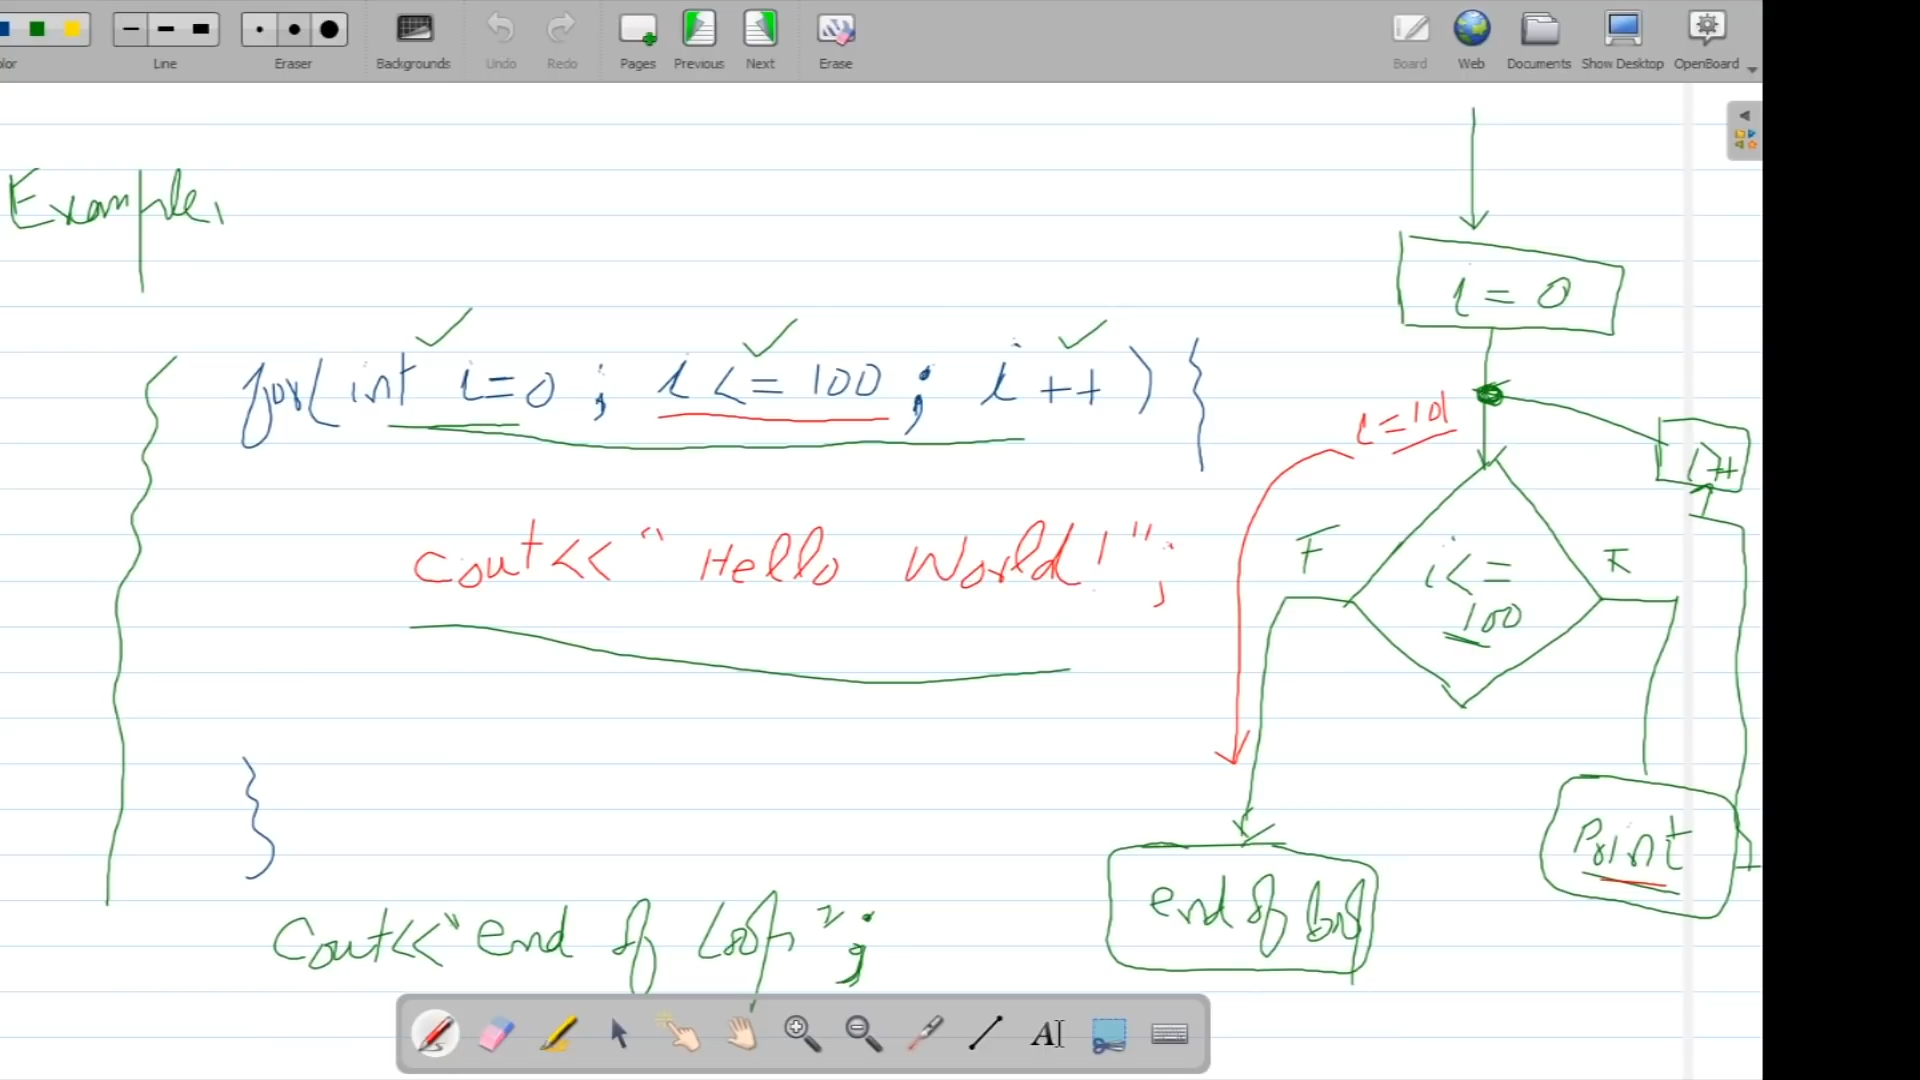 olor Line Eraser Backgrounds Undo Redo Pages Previous Next Erase Board Web Documents Show Desktop OpenBoard
Example,
for(int i=0 ; i <= 100 ; i ++ ) {
cout<< " Hello World! " ;
}
cout<<"end of Loop";
i = 0
i=101
i++
F
i<=
100
T
Print
end of loop